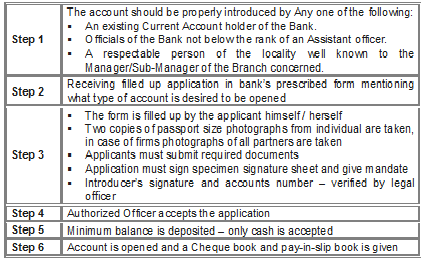 The account should be properly introduced by Any one of the following:
▪ An existing Current Account holder of the Bank.
▪ Officials of the Bank not below the rank of an Assistant officer.
Step 1
▪ A respectable person of the locality well known to the
Manager/Sub-Manager of the Branch concerned.
Step 2
Receiving filled up application in bank's prescribed form mentioning
what type of account is desired to be opened
▪ The form is filled up by the applicant himself / herself
▪ Two copies of passport size photographs from individual are taken,
in case of firms photographs of all partners are taken
Step 3
▪ Applicants must submit required documents
▪ Application must sign specimen signature sheet and give mandate
▪ Introducer's signature and accounts number – verified by legal
officer
Step 4 Authorized Officer accepts the application
Step 5 Minimum balance is deposited – only cash is accepted
Step 6 Account is opened and a Cheque book and pay-in-slip book is given